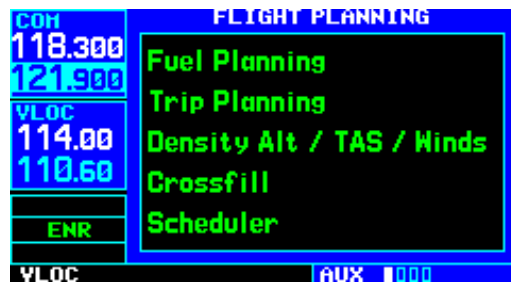 COM
118.300
121.900
VLOC
114.00
110.60
ENR
VLOC
FLIGHT PLANNING
Fuel Planning
Trip Planning
Density Alt / TAS / Winds
Crossfill
Scheduler
AUX